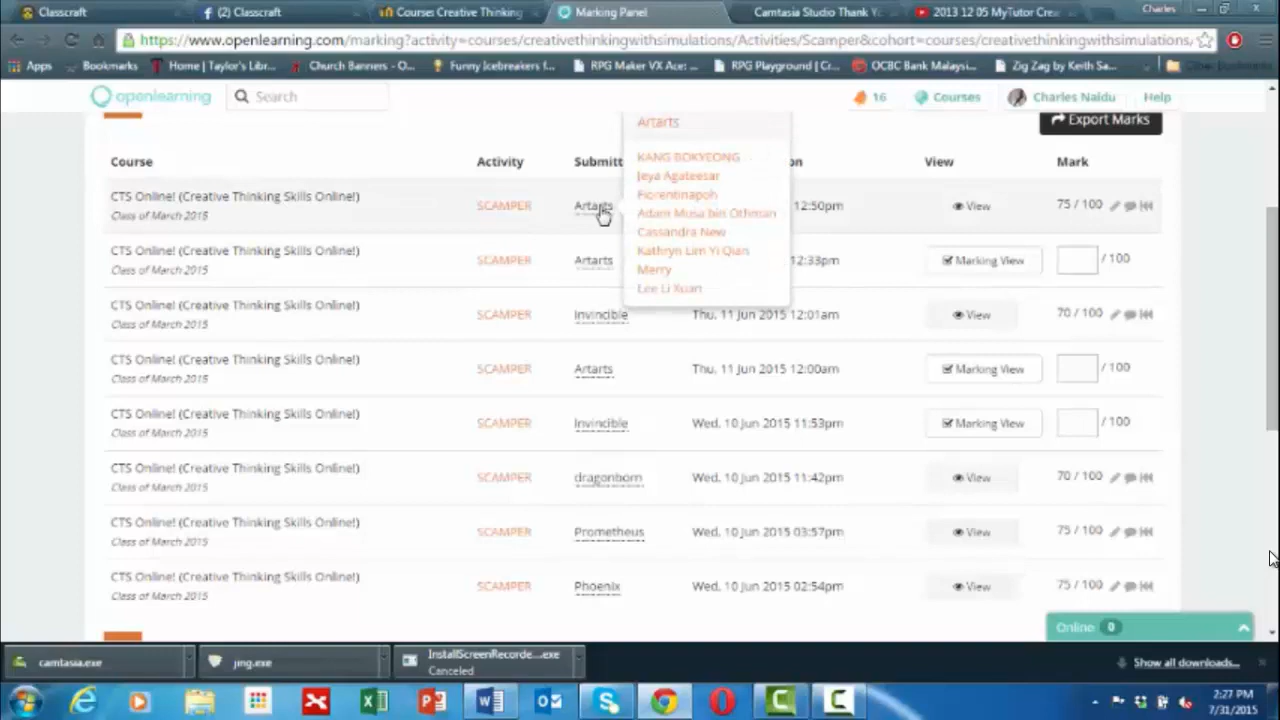 Classcraft
(2) Classcraft
Course: Creative Thinking
Marking Panel
Camtasia Studio Thank Y
2013 12 05 MyTutor Cre
Charles
https://www.openlearning.com/marking?activity=courses/creativethinkingwithsimulations/Activities/Scamper&cohort=courses/creativethinkingwithsimulations,
Apps
Bookmarks
Home | Taylor's Libr...
Church Banners - O...
Funny Icebreakers f...
RPG Maker VX Ace: ...
RPG Playground | Cr...
OCBC Bank Malaysi...
Zig Zag by Keith Sa...
Other Bookmarks
openlearning
Search
16
Courses
Charles Naidu
Help
Artarts
Export Marks
KANG BOKYEONG
Jeya Agateesar
Fiorentinapoh
Adam Musa bin Othman
Cassandra New
Kathryn Lim Yi Qian
Merry
Lee Li Xuan
Course
Activity
Submitt
on
View
Mark
CTS Online! (Creative Thinking Skills Online!)
Class of March 2015
SCAMPER
Artarts
12:50pm
View
75 / 100
CTS Online! (Creative Thinking Skills Online!)
Class of March 2015
SCAMPER
Artarts
12:33pm
Marking View
/ 100
CTS Online! (Creative Thinking Skills Online!)
Class of March 2015
SCAMPER
Invincible
Thu, 11 Jun 2015 12:01am
View
70 / 100
CTS Online! (Creative Thinking Skills Online!)
Class of March 2015
SCAMPER
Artarts
Thu, 11 Jun 2015 12:00am
Marking View
/ 100
CTS Online! (Creative Thinking Skills Online!)
Class of March 2015
SCAMPER
Invincible
Wed, 10 Jun 2015 11:53pm
Marking View
/ 100
CTS Online! (Creative Thinking Skills Online!)
Class of March 2015
SCAMPER
dragonborn
Wed, 10 Jun 2015 11:42pm
View
70 / 100
CTS Online! (Creative Thinking Skills Online!)
Class of March 2015
SCAMPER
Prometheus
Wed, 10 Jun 2015 03:57pm
View
75 / 100
CTS Online! (Creative Thinking Skills Online!)
Class of March 2015
SCAMPER
Phoenix
Wed, 10 Jun 2015 02:54pm
View
75 / 100
Online 0
camtasia.exe
jing.exe
InstallScreenRecorde....exe
Canceled
Show all downloads...
2:27 PM
7/31/2015